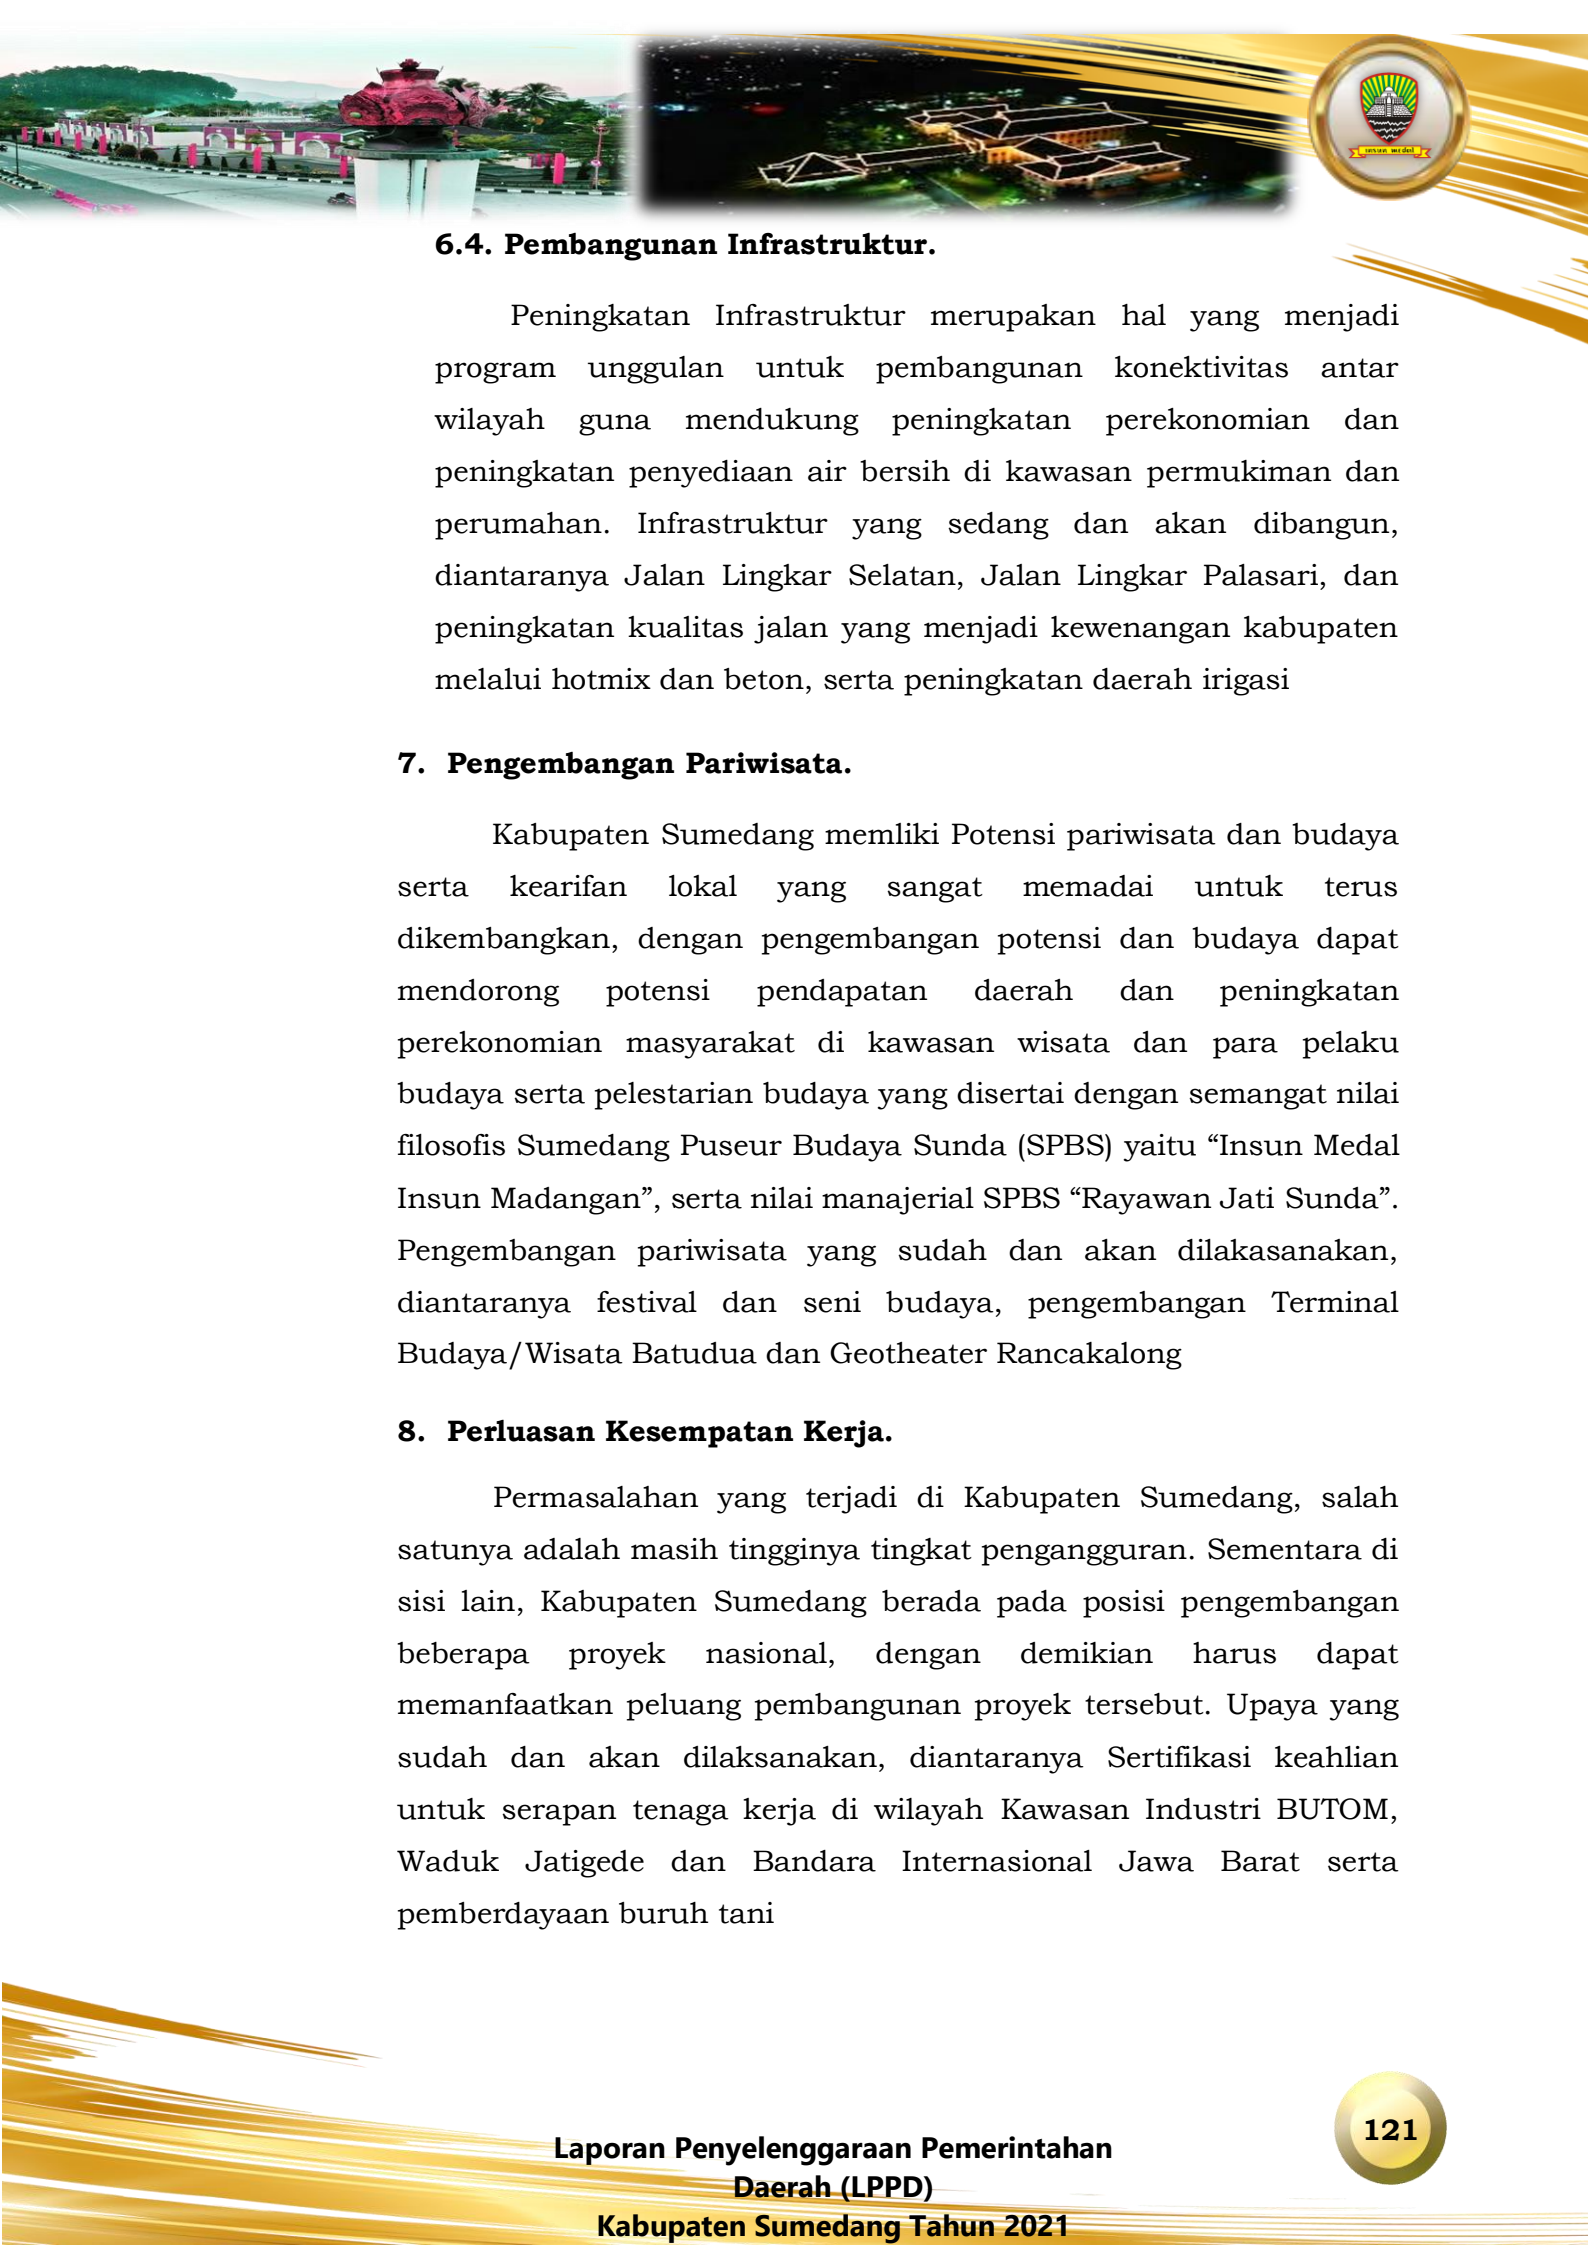 insun medal
6.4. Pembangunan Infrastruktur.
Peningkatan Infrastruktur merupakan hal yang menjadi
program unggulan untuk pembangunan konektivitas antar
wilayah guna mendukung peningkatan perekonomian dan
peningkatan penyediaan air bersih di kawasan permukiman dan
perumahan. Infrastruktur yang sedang dan akan dibangun,
diantaranya Jalan Lingkar Selatan, Jalan Lingkar Palasari, dan
peningkatan kualitas jalan yang menjadi kewenangan kabupaten
melalui hotmix dan beton, serta peningkatan daerah irigasi
7. Pengembangan Pariwisata.
Kabupaten Sumedang memliki Potensi pariwisata dan budaya
serta kearifan lokal yang sangat memadai untuk terus
dikembangkan, dengan pengembangan potensi dan budaya dapat
mendorong potensi pendapatan daerah dan peningkatan
perekonomian masyarakat di kawasan wisata dan para pelaku
budaya serta pelestarian budaya yang disertai dengan semangat nilai
filosofis Sumedang Puseur Budaya Sunda (SPBS) yaitu “Insun Medal
Insun Madangan”, serta nilai manajerial SPBS “Rayawan Jati Sunda”.
Pengembangan pariwisata yang sudah dan akan dilakasanakan,
diantaranya festival dan seni budaya, pengembangan Terminal
Budaya/Wisata Batudua dan Geotheater Rancakalong
8. Perluasan Kesempatan Kerja.
Permasalahan yang terjadi di Kabupaten Sumedang, salah
satunya adalah masih tingginya tingkat pengangguran. Sementara di
sisi lain, Kabupaten Sumedang berada pada posisi pengembangan
beberapa proyek nasional, dengan demikian harus dapat
memanfaatkan peluang pembangunan proyek tersebut. Upaya yang
sudah dan akan dilaksanakan, diantaranya Sertifikasi keahlian
untuk serapan tenaga kerja di wilayah Kawasan Industri BUTOM,
Waduk Jatigede dan Bandara Internasional Jawa Barat serta
pemberdayaan buruh tani
121
Laporan Penyelenggaraan Pemerintahan
Daerah (LPPD)
Kabupaten Sumedang Tahun 2021